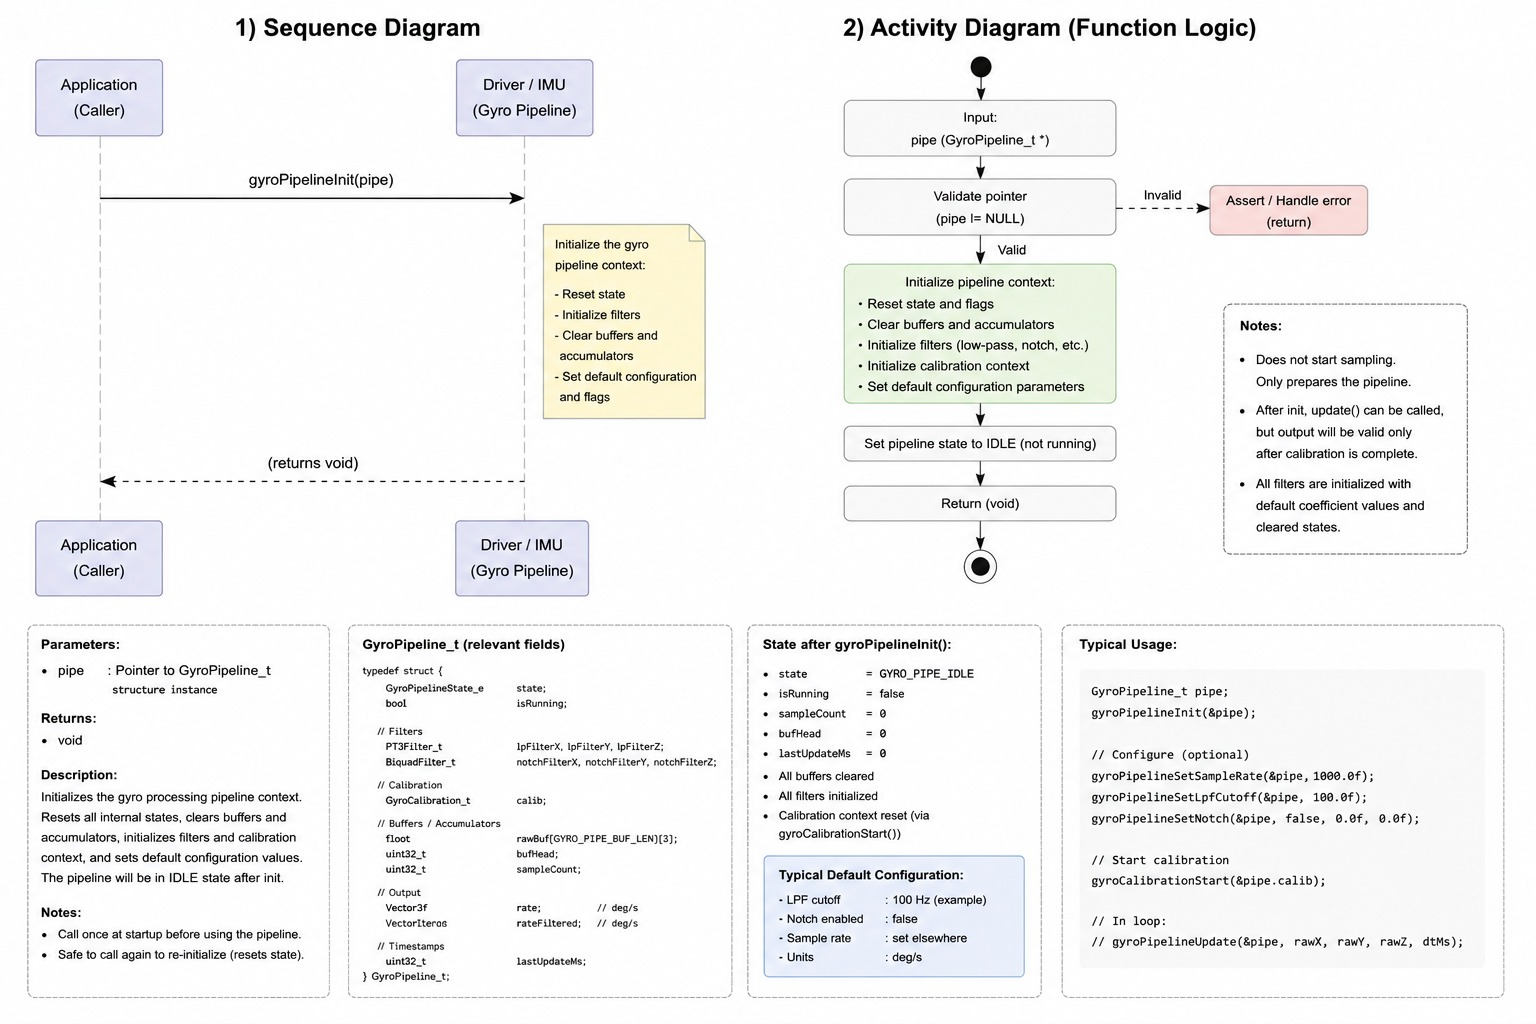 1) Sequence Diagram
Application
(Caller)
Driver / IMU
(Gyro Pipeline)
gyroPipelineInit(pipe)
Initialize the gyro
pipeline context:
- Reset state
- Initialize filters
- Clear buffers and
accumulators
- Set default configuration
and flags
(returns void)
Application
(Caller)
Driver / IMU
(Gyro Pipeline)
2) Activity Diagram (Function Logic)
Input:
pipe (GyroPipeline_t *)
Validate pointer
(pipe != NULL)
Invalid
Assert / Handle error
(return)
Valid
Initialize pipeline context:
• Reset state and flags
• Clear buffers and accumulators
• Initialize filters (low-pass, notch, etc.)
• Initialize calibration context
• Set default configuration parameters
Set pipeline state to IDLE (not running)
Return (void)
Notes:
• Does not start sampling.
Only prepares the pipeline.
• After init, update() can be called,
but output will be valid only
after calibration is complete.
• All filters are initialized with
default coefficient values and
cleared states.
Parameters:
• pipe : Pointer to GyroPipeline_t
structure instance
Returns:
• void
Description:
Initializes the gyro processing pipeline context.
Resets all internal states, clears buffers and
accumulators, initializes filters and calibration
context, and sets default configuration values.
The pipeline will be in IDLE state after init.
Notes:
• Call once at startup before using the pipeline.
• Safe to call again to re-initialize (resets state).
GyroPipeline_t (relevant fields)
typedef struct {
GyroPipelineState_e state;
bool isRunning;
// Filters
PT3Filter_t lpFilterX, lpFilterY, lpFilterZ;
BiquadFilter_t notchFilterX, notchFilterY, notchFilterZ;
// Calibration
GyroCalibration_t calib;
// Buffers / Accumulators
floot rawBuf[GYRO_PIPE_BUF_LEN][3];
uint32_t bufHead;
uint32_t sampleCount;
// Output
Vector3f rate; // deg/s
VectorIteros rateFiltered; // deg/s
// Timestamps
uint32_t lastUpdateMs;
} GyroPipeline_t;
State after gyroPipelineInit():
• state = GYRO_PIPE_IDLE
• isRunning = false
• sampleCount = 0
• bufHead = 0
• lastUpdateMs = 0
• All buffers cleared
• All filters initialized
• Calibration context reset (via
gyroCalibrationStart())
Typical Default Configuration:
- LPF cutoff : 100 Hz (example)
- Notch enabled : false
- Sample rate : set elsewhere
- Units : deg/s
Typical Usage:
GyroPipeline_t pipe;
gyroPipelineInit(&pipe);
// Configure (optional)
gyroPipelineSetSampleRate(&pipe, 1000.0f);
gyroPipelineSetLpfCutoff(&pipe, 100.0f);
gyroPipelineSetNotch(&pipe, false, 0.0f, 0.0f);
// Start calibration
gyroCalibrationStart(&pipe.calib);
// In loop:
// gyroPipelineUpdate(&pipe, rawX, rawY, rawZ, dtMs);